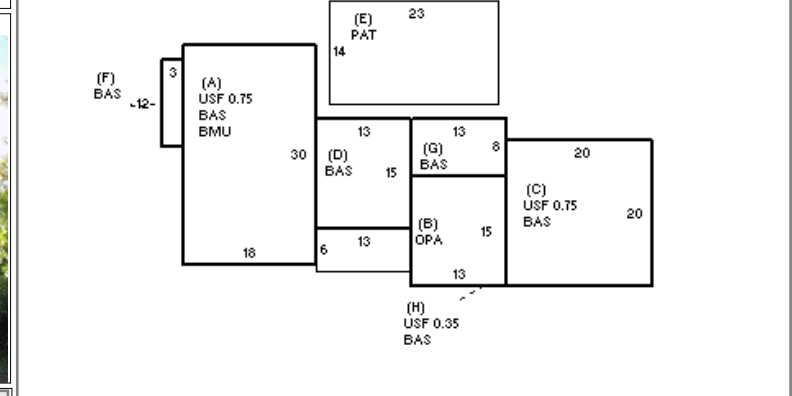 (E)
PAT
23
14
(F)
BAS
-12-
3
(A)
USF 0.75
BAS
BMU
30
18
13
(D)
BAS
15
13
(G)
BAS
8
20
(C)
USF 0.75
BAS
20
6
13
(B)
OPA
15
13
(H)
USF 0.35
BAS